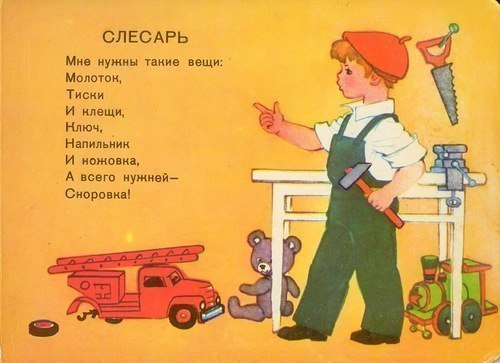 СЛЕСАРЬ
Мне нужны такие вещи:
Молоток,
Тиски
И клещи,
Ключ,
Напильник
И ножовка,
А всего нужней—
Сноровка!